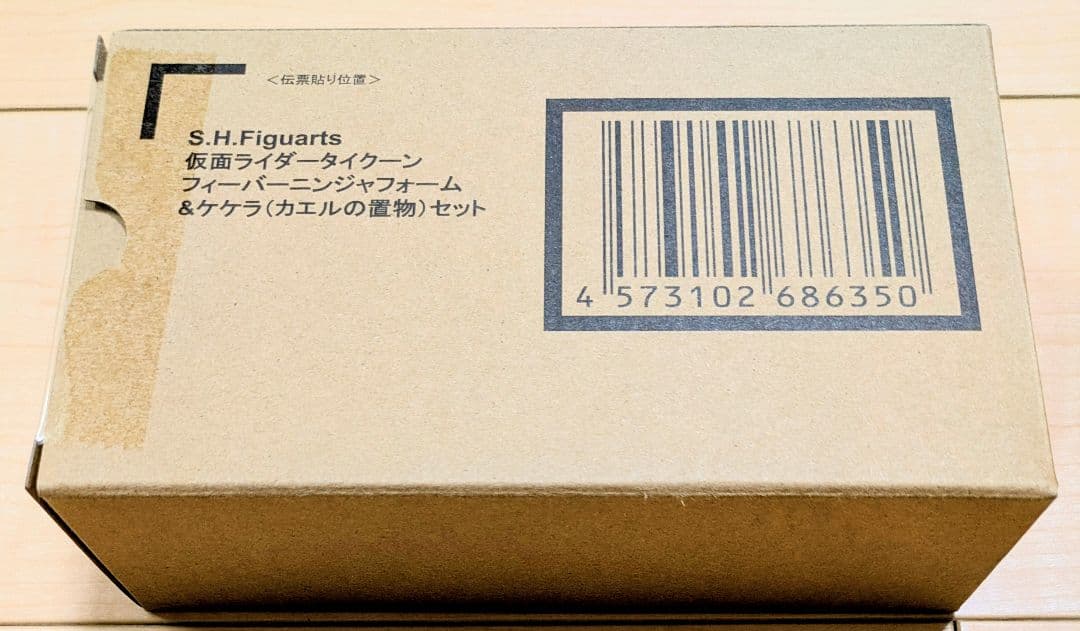 <伝票貼り位置>
S.H.Figuarts
仮面ライダータイクーン
フィーバーニンジャフォーム
&ケケラ(カエルの置物)セット
4 573102 686350